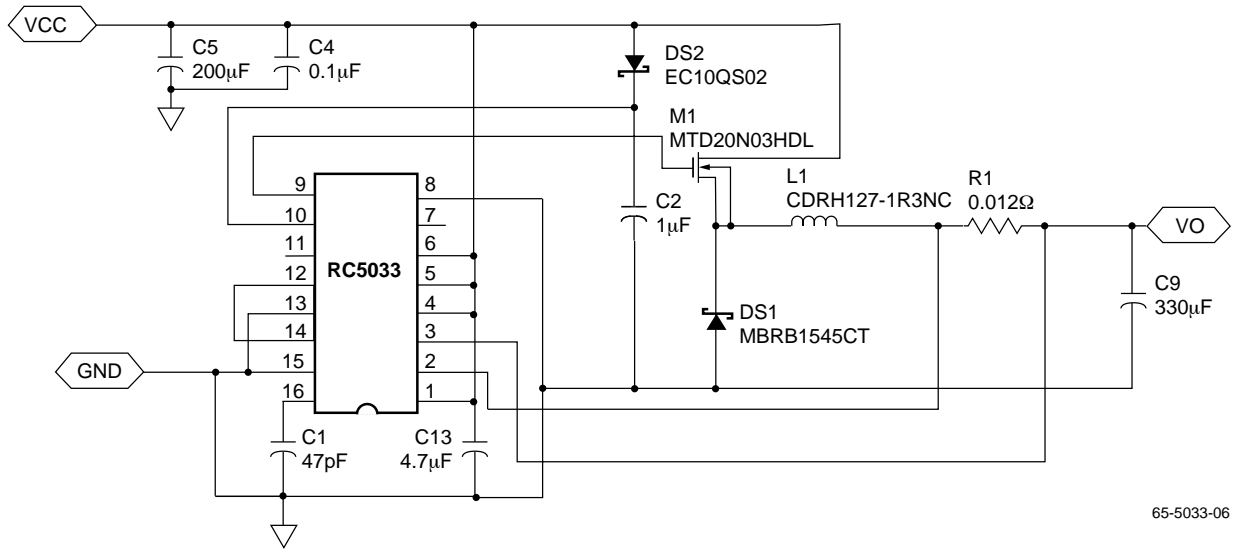 VCC
C5
200µF
C4
0.1µF
DS2
EC10QS02
M1
MTD20N03HDL
L1
CDRH127-1R3NC
R1
0.012Ω
VO
C2
1µF
C9
330µF
DS1
MBRB1545CT
RC5033
9
10
11
12
13
14
15
16
8
7
6
5
4
3
2
1
GND
C1
47pF
C13
4.7µF
65-5033-06